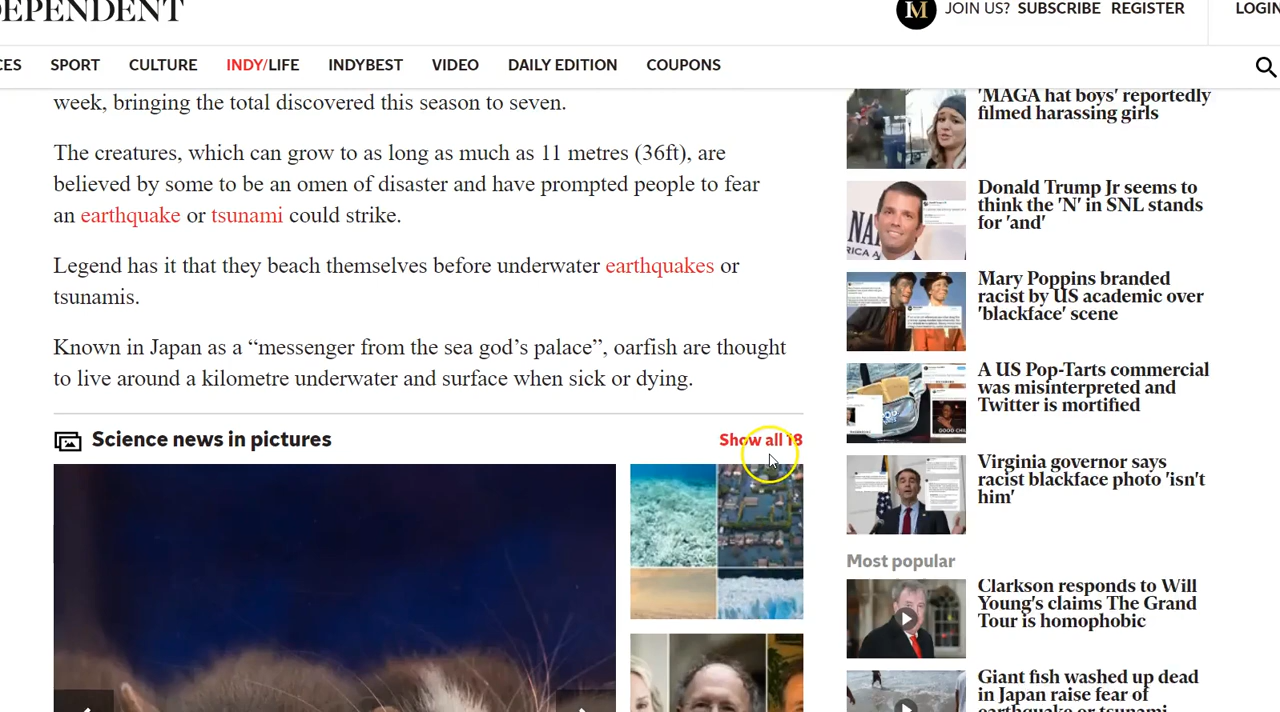 DEPENDENT
JOIN US? SUBSCRIBE REGISTER
LOGIN
CES SPORT CULTURE INDY/LIFE INDYBEST VIDEO DAILY EDITION COUPONS
week, bringing the total discovered this season to seven.
The creatures, which can grow to as long as much as 11 metres (36ft), are
believed by some to be an omen of disaster and have prompted people to fear
an earthquake or tsunami could strike.
Legend has it that they beach themselves before underwater earthquakes or
tsunamis.
Known in Japan as a “messenger from the sea god’s palace”, oarfish are thought
to live around a kilometre underwater and surface when sick or dying.
Science news in pictures
Show all 18
'MAGA hat boys' reportedly
filmed harassing girls
Donald Trump Jr seems to
think the 'N' in SNL stands
for 'and'
Mary Poppins branded
racist by US academic over
'blackface' scene
A US Pop-Tarts commercial
was misinterpreted and
Twitter is mortified
Virginia governor says
racist blackface photo 'isn't
him'
Most popular
Clarkson responds to Will
Young's claims The Grand
Tour is homophobic
Giant fish washed up dead
in Japan raise fear of
earthquake or tsunami